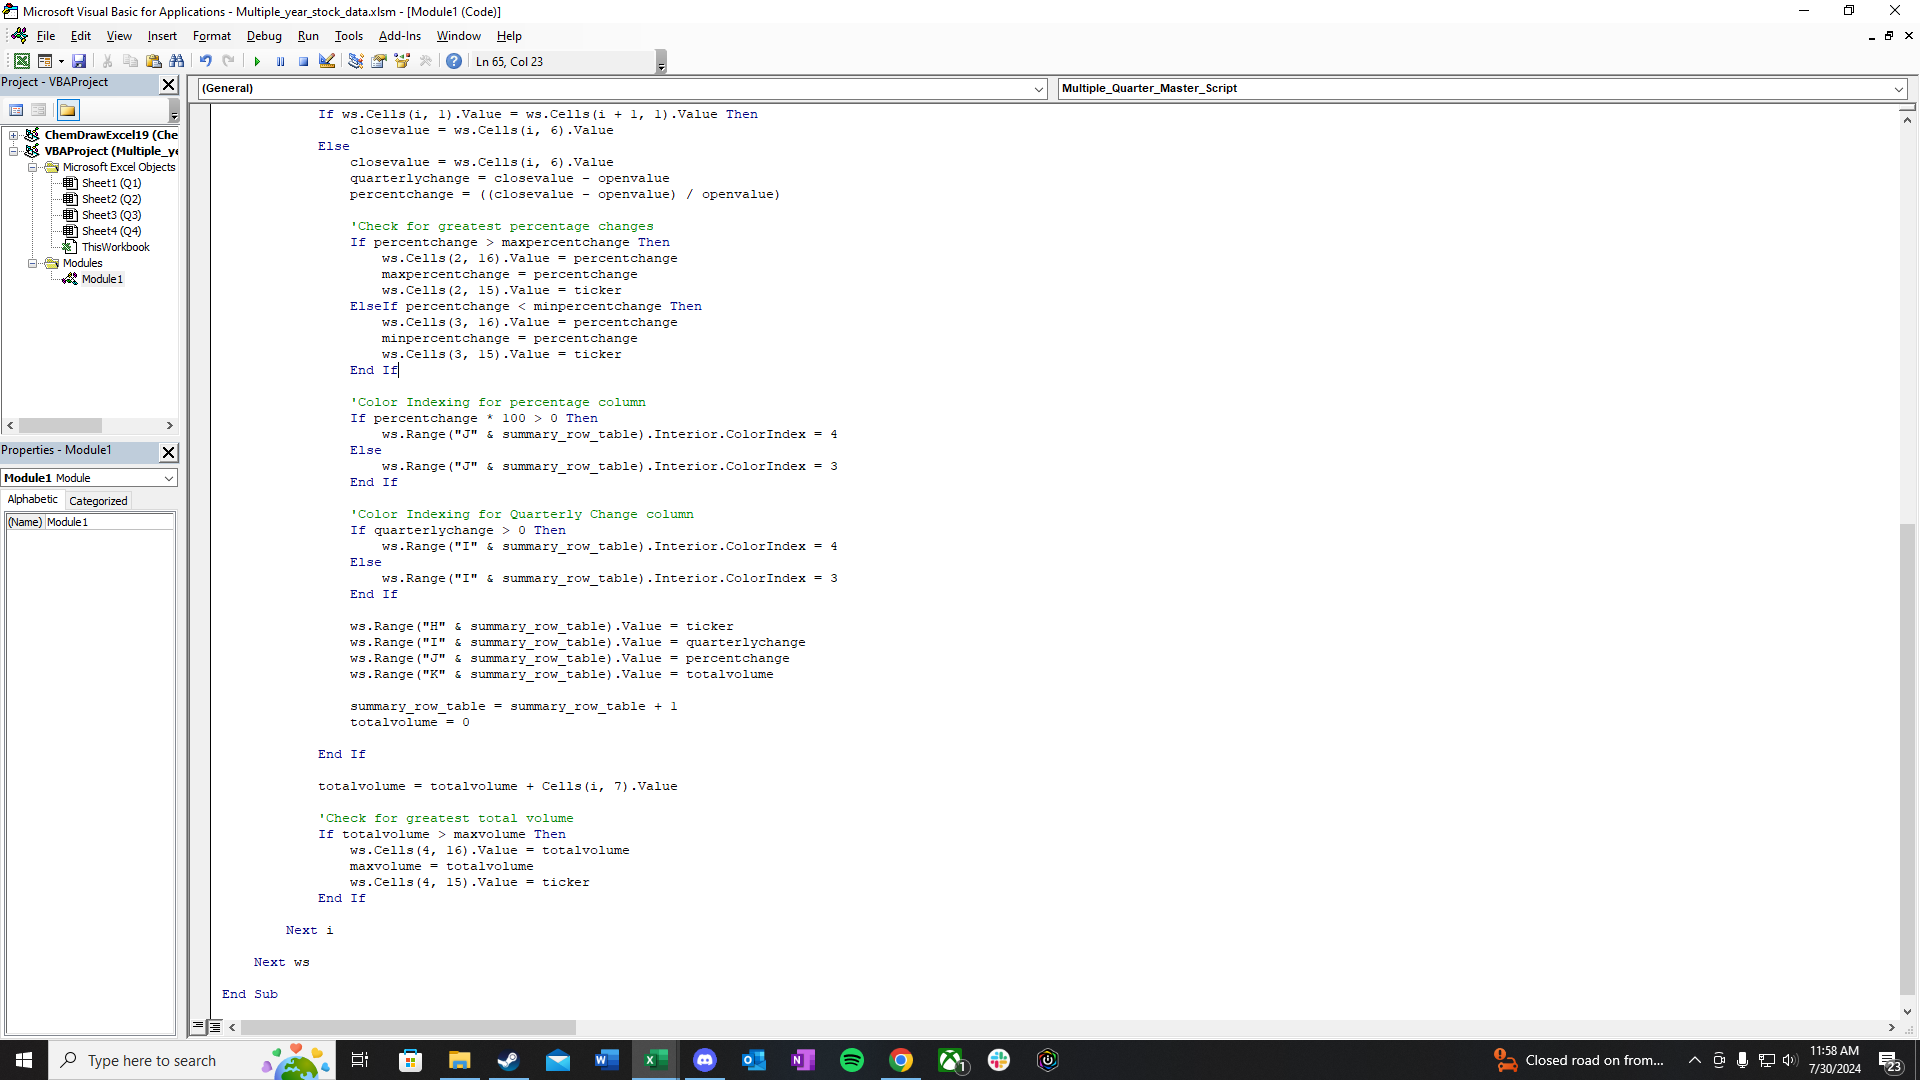 Microsoft Visual Basic for Applications - Multiple_year_stock_data.xlsm - [Module1 (Code)]
File Edit View Insert Format Debug Run Tools Add-Ins Window Help
Ln 65, Col 23
Project - VBAProject
(General)
Multiple_Quarter_Master_Script
ChemDrawExcel19 (Che
VBAProject (Multiple_ye
Microsoft Excel Objects
Sheet1 (Q1)
Sheet2 (Q2)
Sheet3 (Q3)
Sheet4 (Q4)
ThisWorkbook
Modules
Module1
Properties - Module1
Module1 Module
Alphabetic Categorized
(Name) Module1
If ws.Cells(i, 1).Value = ws.Cells(i + 1, 1).Value Then
closevalue = ws.Cells(i, 6).Value
Else
closevalue = ws.Cells(i, 6).Value
quarterlychange = closevalue - openvalue
percentchange = ((closevalue - openvalue) / openvalue)
'Check for greatest percentage changes
If percentchange > maxpercentchange Then
ws.Cells(2, 16).Value = percentchange
maxpercentchange = percentchange
ws.Cells(2, 15).Value = ticker
ElseIf percentchange < minpercentchange Then
ws.Cells(3, 16).Value = percentchange
minpercentchange = percentchange
ws.Cells(3, 15).Value = ticker
End If
'Color Indexing for percentage column
If percentchange * 100 > 0 Then
ws.Range("J" & summary_row_table).Interior.ColorIndex = 4
Else
ws.Range("J" & summary_row_table).Interior.ColorIndex = 3
End If
'Color Indexing for Quarterly Change column
If quarterlychange > 0 Then
ws.Range("I" & summary_row_table).Interior.ColorIndex = 4
Else
ws.Range("I" & summary_row_table).Interior.ColorIndex = 3
End If
ws.Range("H" & summary_row_table).Value = ticker
ws.Range("I" & summary_row_table).Value = quarterlychange
ws.Range("J" & summary_row_table).Value = percentchange
ws.Range("K" & summary_row_table).Value = totalvolume
summary_row_table = summary_row_table + 1
totalvolume = 0
End If
totalvolume = totalvolume + Cells(i, 7).Value
'Check for greatest total volume
If totalvolume > maxvolume Then
ws.Cells(4, 16).Value = totalvolume
maxvolume = totalvolume
ws.Cells(4, 15).Value = ticker
End If
Next i
Next ws
End Sub
Type here to search
1
Closed road on from...
11:58 AM
7/30/2024
23